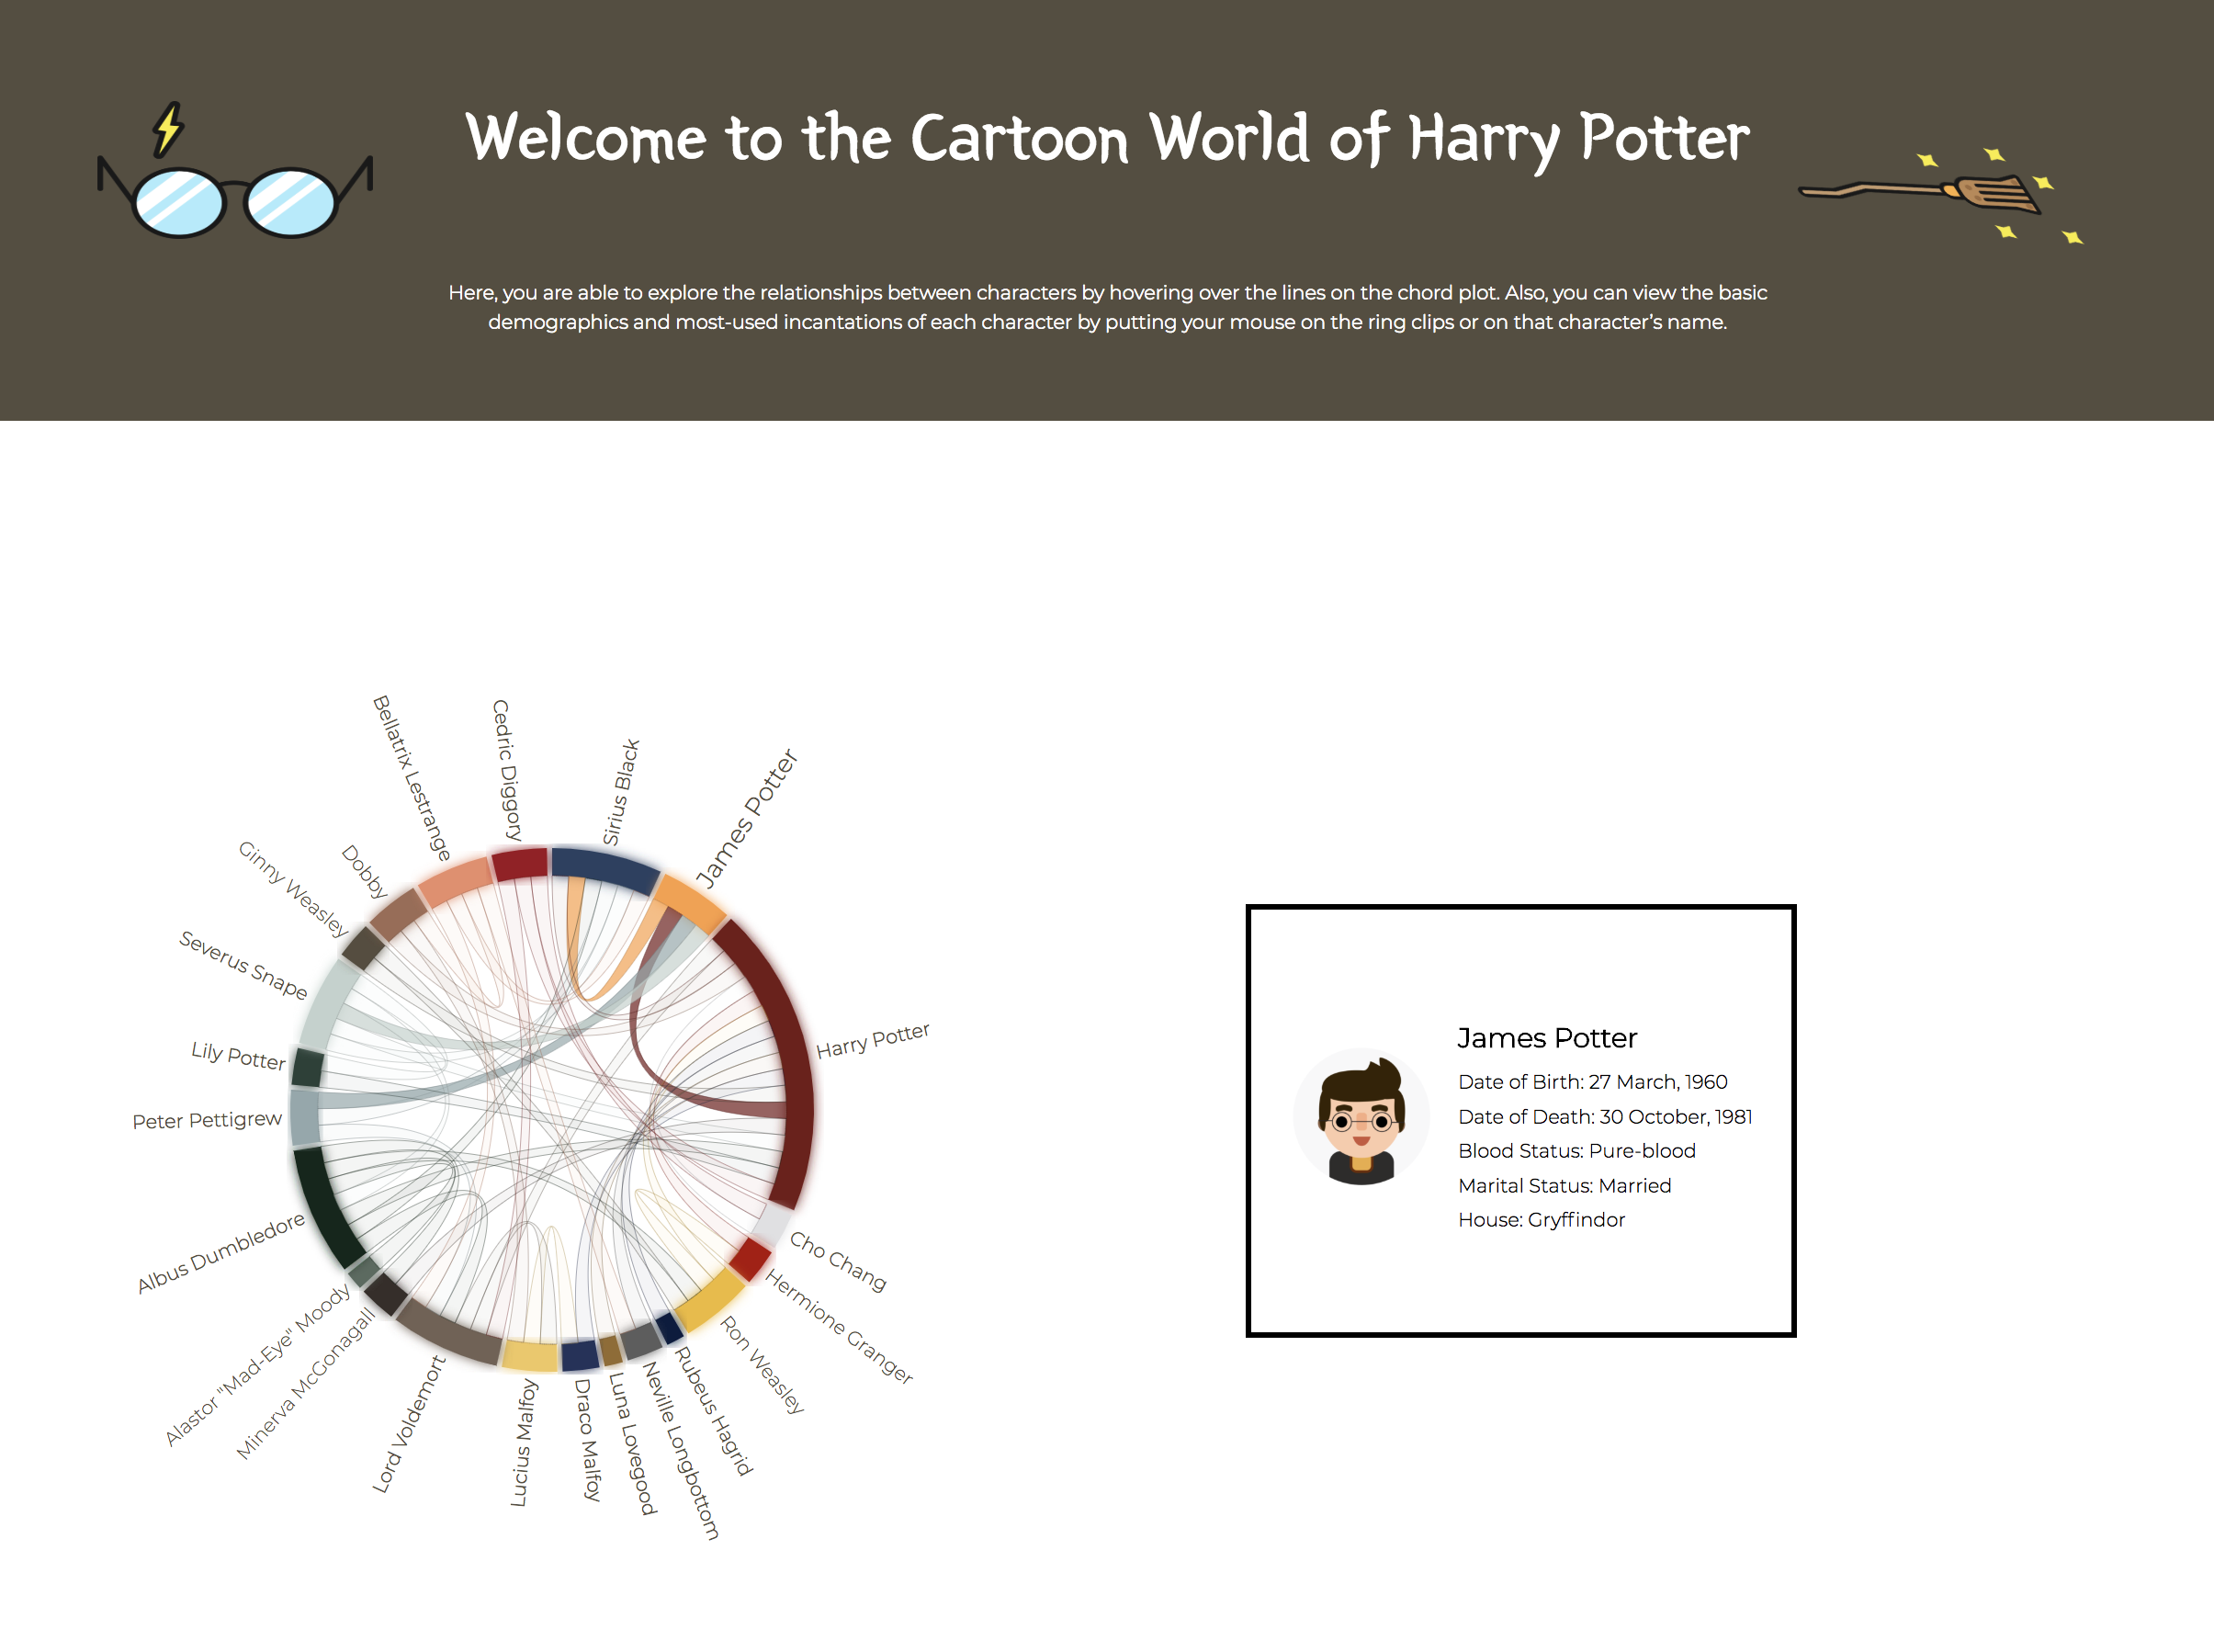 Welcome to the Cartoon World of Harry Potter
Here, you are able to explore the relationships between characters by hovering over the lines on the chord plot. Also, you can view the basic
demographics and most-used incantations of each character by putting your mouse on the ring clips or on that character’s name.
Sirius Black
James Potter
Harry Potter
Cho Chang
Hermione Granger
Ron Weasley
Rubeus Hagrid
Neville Longbottom
Luna Lovegood
Draco Malfoy
Lucius Malfoy
Lord Voldemort
Minerva McGonagall
Alastor "Mad-Eye" Moody
Albus Dumbledore
Peter Pettigrew
Lily Potter
Severus Snape
Ginny Weasley
Dobby
Bellatrix Lestrange
Cedric Diggory
James Potter
Date of Birth: 27 March, 1960
Date of Death: 30 October, 1981
Blood Status: Pure-blood
Marital Status: Married
House: Gryffindor